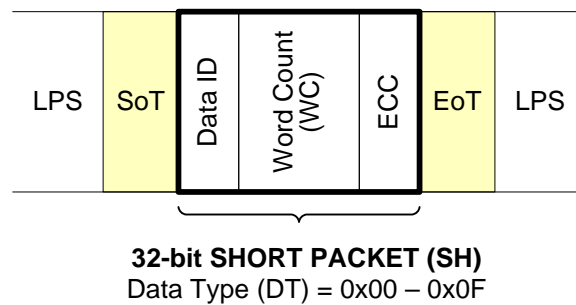 LPS
SoT
Data ID
Word Count
(WC)
ECC
EoT
LPS
32-bit SHORT PACKET (SH)
Data Type (DT) = 0x00 – 0x0F